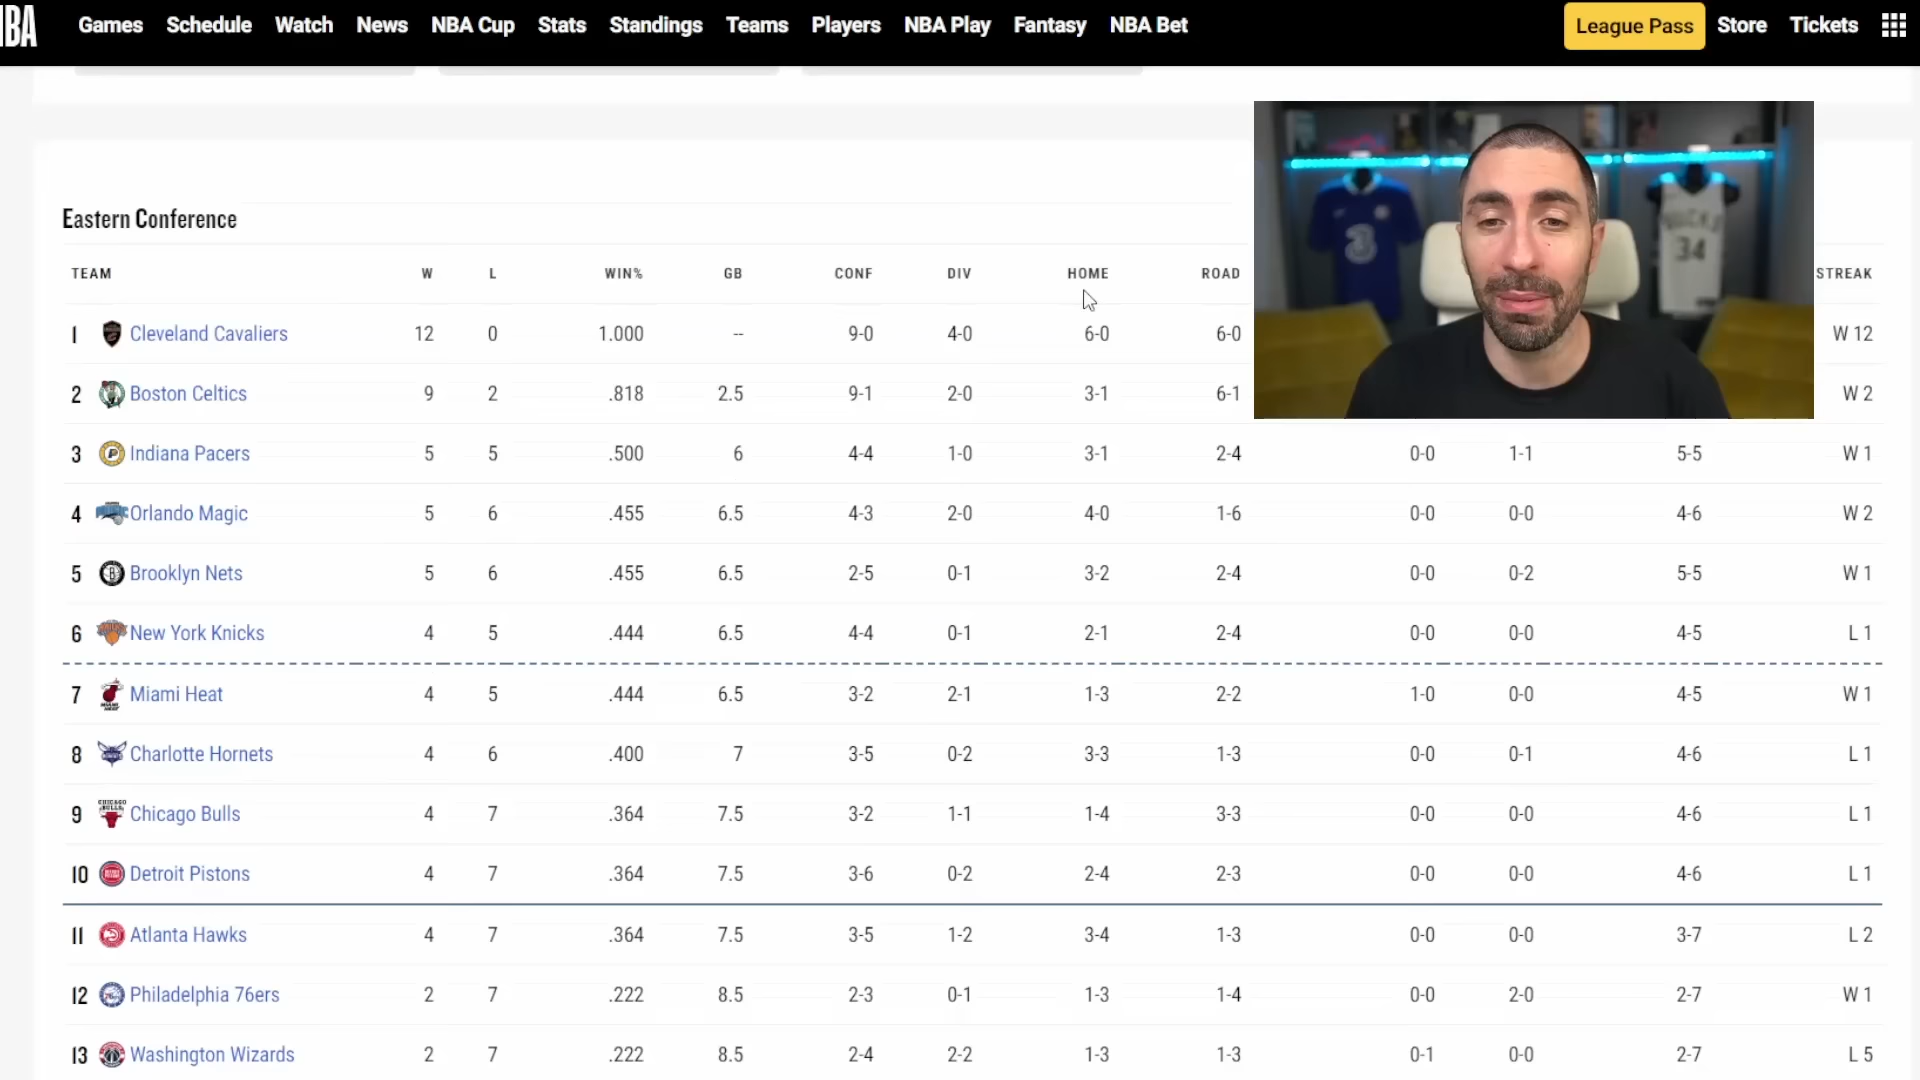 NBA Games Schedule Watch News NBA Cup Stats Standings Teams Players NBA Play Fantasy NBA Bet League Pass Store Tickets
Eastern Conference
TEAM W L WIN% GB CONF DIV HOME ROAD STREAK
1 Cleveland Cavaliers 12 0 1.000 -- 9-0 4-0 6-0 6-0 W 12
2 Boston Celtics 9 2 .818 2.5 9-1 2-0 3-1 6-1 W 2
3 Indiana Pacers 5 5 .500 6 4-4 1-0 3-1 2-4 0-0 1-1 5-5 W 1
4 Orlando Magic 5 6 .455 6.5 4-3 2-0 4-0 1-6 0-0 0-0 4-6 W 2
5 Brooklyn Nets 5 6 .455 6.5 2-5 0-1 3-2 2-4 0-0 0-2 5-5 W 1
6 New York Knicks 4 5 .444 6.5 4-4 0-1 2-1 2-4 0-0 0-0 4-5 L 1
7 Miami Heat 4 5 .444 6.5 3-2 2-1 1-3 2-2 1-0 0-0 4-5 W 1
8 Charlotte Hornets 4 6 .400 7 3-5 0-2 3-3 1-3 0-0 0-1 4-6 L 1
9 Chicago Bulls 4 7 .364 7.5 3-2 1-1 1-4 3-3 0-0 0-0 4-6 L 1
10 Detroit Pistons 4 7 .364 7.5 3-6 0-2 2-4 2-3 0-0 0-0 4-6 L 1
11 Atlanta Hawks 4 7 .364 7.5 3-5 1-2 3-4 1-3 0-0 0-0 3-7 L 2
12 Philadelphia 76ers 2 7 .222 8.5 2-3 0-1 1-3 1-4 0-0 2-0 2-7 W 1
13 Washington Wizards 2 7 .222 8.5 2-4 2-2 1-3 1-3 0-1 0-0 2-7 L 5
3
BUCKS
34